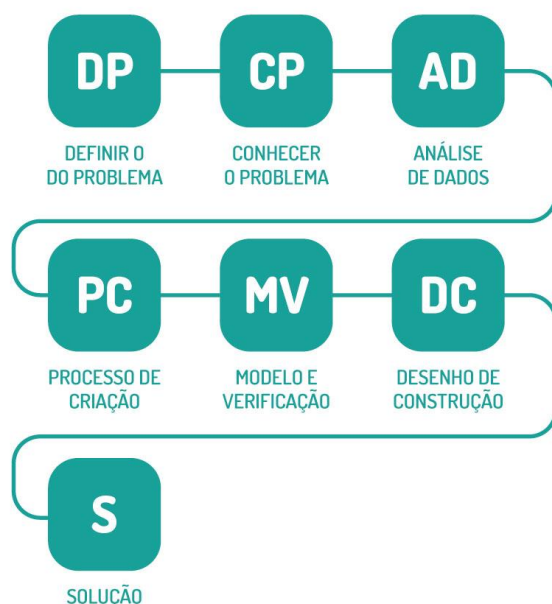 DP
CP
AD
DEFINIR O
DO PROBLEMA
CONHECER
O PROBLEMA
ANÁLISE
DE DADOS
PC
MV
DC
PROCESSO DE
CRIAÇÃO
MODELO E
VERIFICAÇÃO
DESENHO DE
CONSTRUÇÃO
S
SOLUCÃO